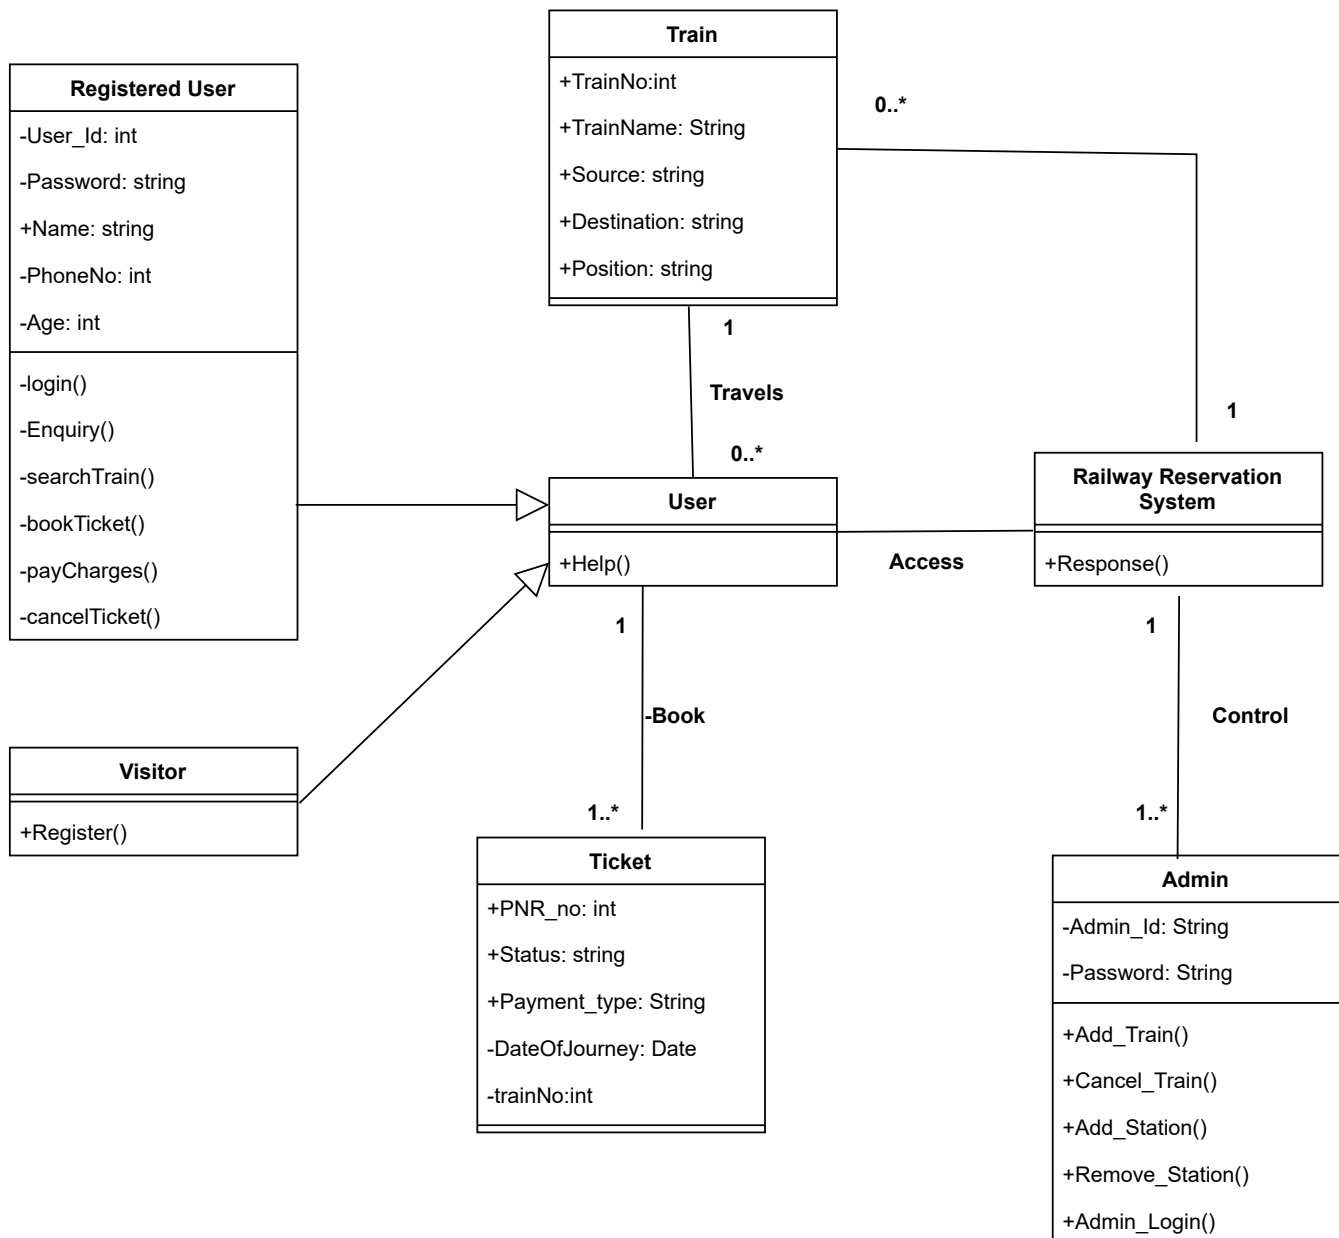 Train
+TrainNo:int
+TrainName: String
+Source: string
+Destination: string
+Position: string
Registered User
-User_Id: int
-Password: string
+Name: string
-PhoneNo: int
-Age: int
-login()
-Enquiry()
-searchTrain()
-bookTicket()
-payCharges()
-cancelTicket()
0..*
1
Travels
0..*
1
User
+Help()
Access
Railway Reservation
System
+Response()
1
-Book
1..*
1
Control
1..*
Visitor
+Register()
Ticket
+PNR_no: int
+Status: string
+Payment_type: String
-DateOfJourney: Date
-trainNo:int
Admin
-Admin_Id: String
-Password: String
+Add_Train()
+Cancel_Train()
+Add_Station()
+Remove_Station()
+Admin_Login()